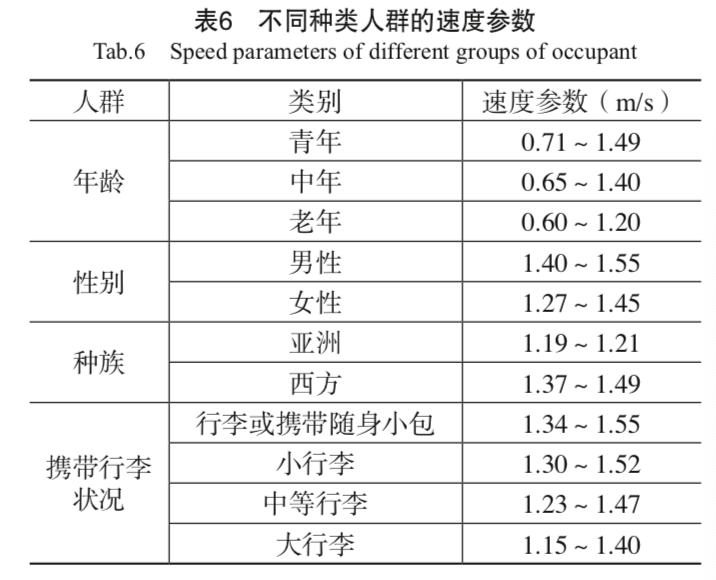 表6 不同种类人群的速度参数
Tab.6 Speed parameters of different groups of occupant
人群 类别 速度参数（m/s）
年龄 青年 0.71 ~ 1.49
中年 0.65 ~ 1.40
老年 0.60 ~ 1.20
性别 男性 1.40 ~ 1.55
女性 1.27 ~ 1.45
种族 亚洲 1.19 ~ 1.21
西方 1.37 ~ 1.49
携带行李
状况 行李或携带随身小包 1.34 ~ 1.55
小行李 1.30 ~ 1.52
中等行李 1.23 ~ 1.47
大行李 1.15 ~ 1.40